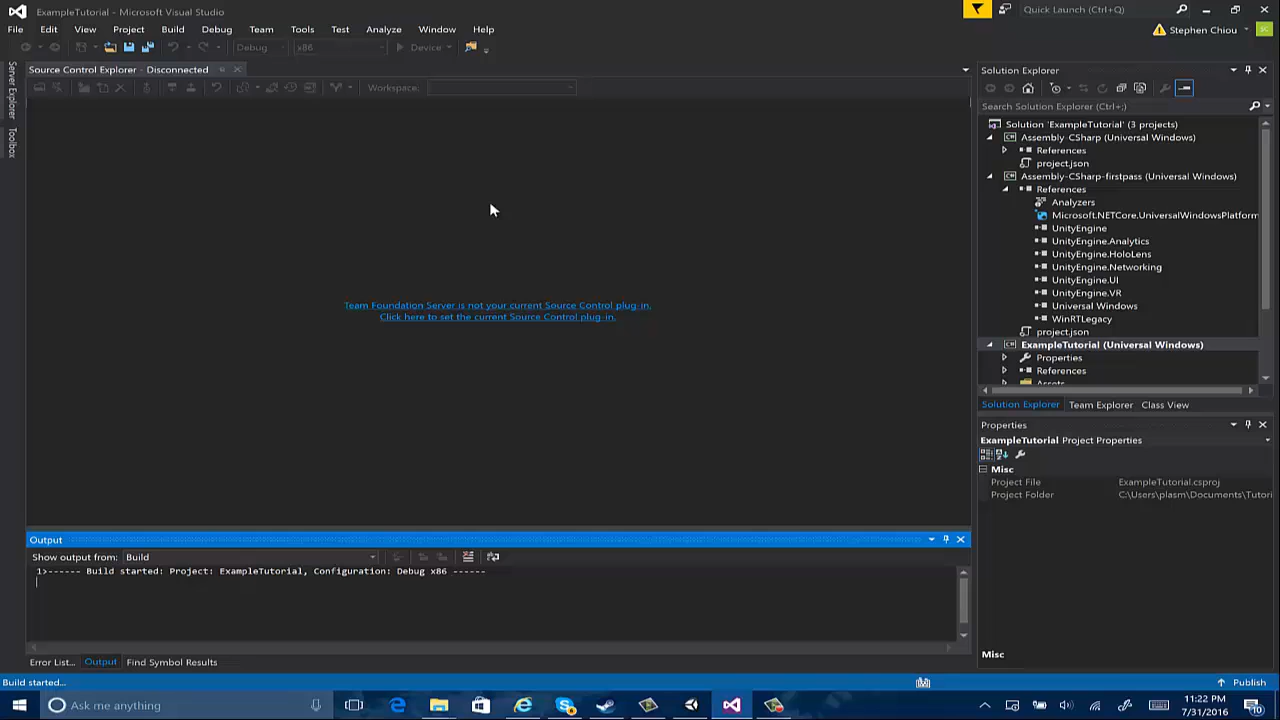 ExampleTutorial - Microsoft Visual Studio
Quick Launch (Ctrl+Q)
File Edit View Project Build Debug Team Tools Test Analyze Window Help
Stephen Chiou SC
Debug x86 Device
Server Explorer
Toolbox
Source Control Explorer - Disconnected
Workspace:
Team Foundation Server is not your current Source Control plug-in.
Click here to set the current Source Control plug-in.
Solution Explorer
Search Solution Explorer (Ctrl+;)
Solution 'ExampleTutorial' (3 projects)
Assembly-CSharp (Universal Windows)
References
project.json
Assembly-CSharp-firstpass (Universal Windows)
References
Analyzers
Microsoft.NETCore.UniversalWindowsPlatform
UnityEngine
UnityEngine.Analytics
UnityEngine.HoloLens
UnityEngine.Networking
UnityEngine.UI
UnityEngine.VR
Universal Windows
WinRTLegacy
project.json
ExampleTutorial (Universal Windows)
Properties
References
Assets
Solution Explorer Team Explorer Class View
Properties
ExampleTutorial Project Properties
Misc
Project File ExampleTutorial.csproj
Project Folder C:\Users\plasm\Documents\Tutori
Misc
Output
Show output from: Build
1>------ Build started: Project: ExampleTutorial, Configuration: Debug x86 ------
Error List... Output Find Symbol Results
Build started...
Publish
Ask me anything
11:22 PM
7/31/2016
10